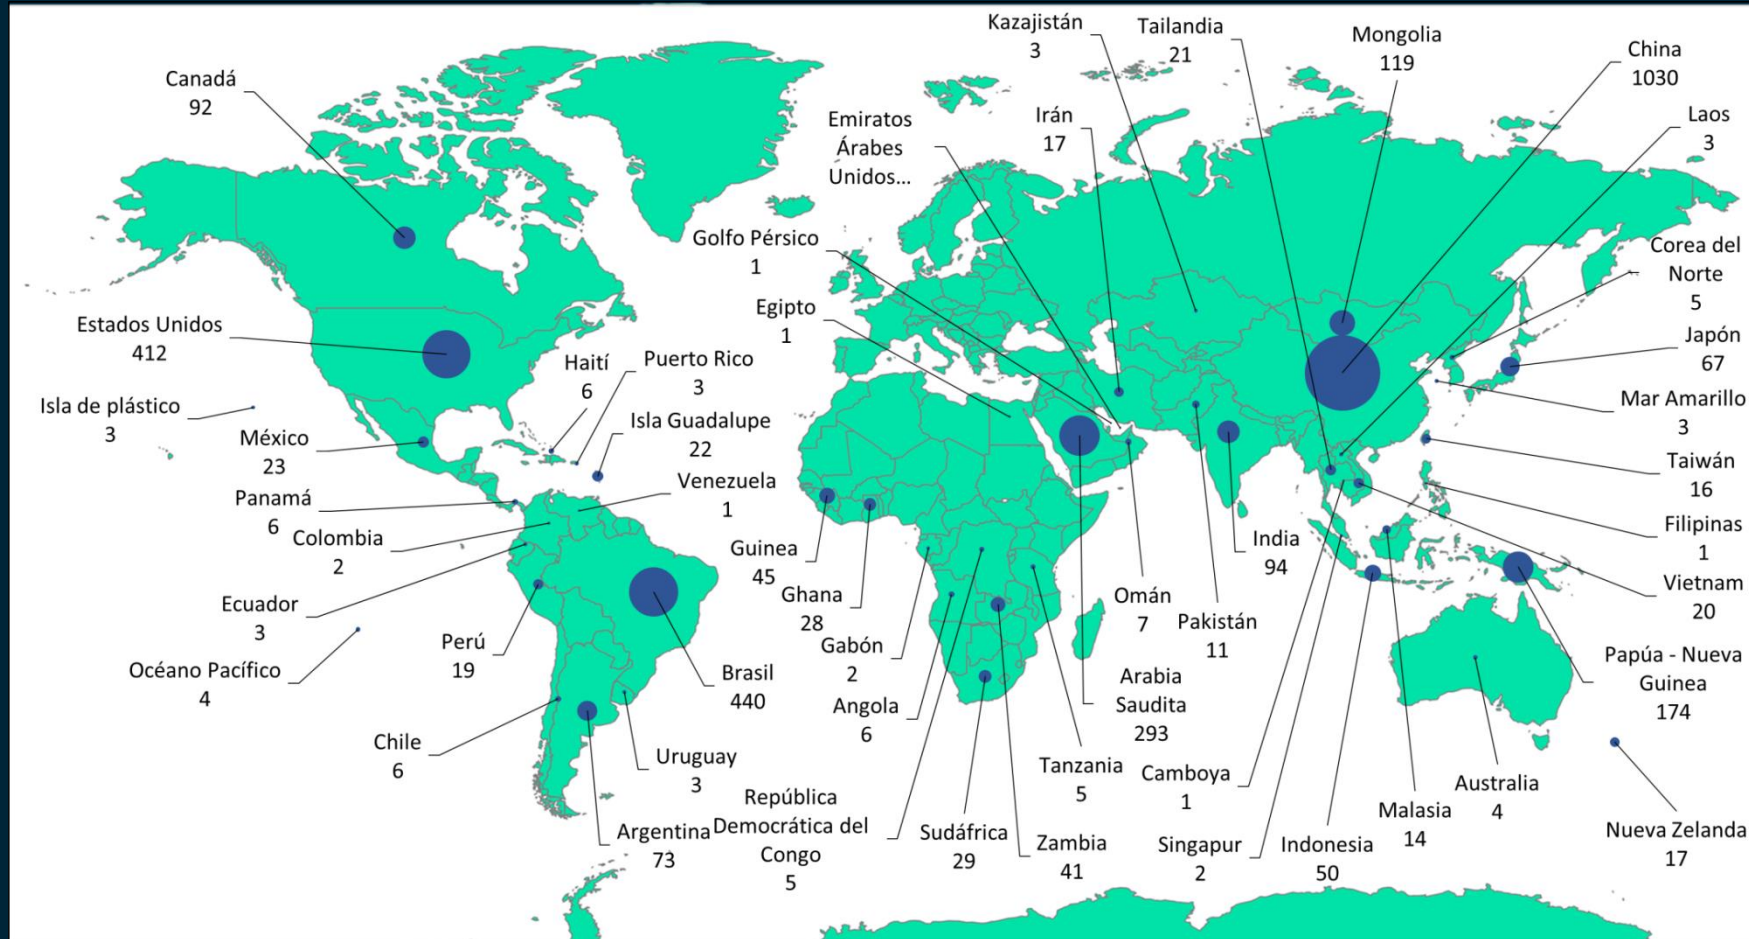 Canadá
92
Estados Unidos
412
Isla de plástico
3
México
23
Panamá
6
Colombia
2
Ecuador
3
Océano Pacífico
4
Perú
19
Chile
6
Argentina
73
Uruguay
3
Brasil
440
Haití
6
Puerto Rico
3
Isla Guadalupe
22
Venezuela
1
Guinea
45
Ghana
28
Gabón
2
Angola
6
República
Democrática del
Congo
5
Sudáfrica
29
Zambia
41
Tanzania
5
Egipto
1
Golfo Pérsico
1
Emiratos
Árabes
Unidos...
Irán
17
Kazajistán
3
Tailandia
21
Mongolia
119
China
1030
Laos
3
Corea del
Norte
5
Japón
67
Mar Amarillo
3
Taiwán
16
Filipinas
1
Vietnam
20
Papúa - Nueva
Guinea
174
Nueva Zelanda
17
Australia
4
Malasia
14
Indonesia
50
Singapur
2
Camboya
1
India
94
Pakistán
11
Omán
7
Arabia
Saudita
293